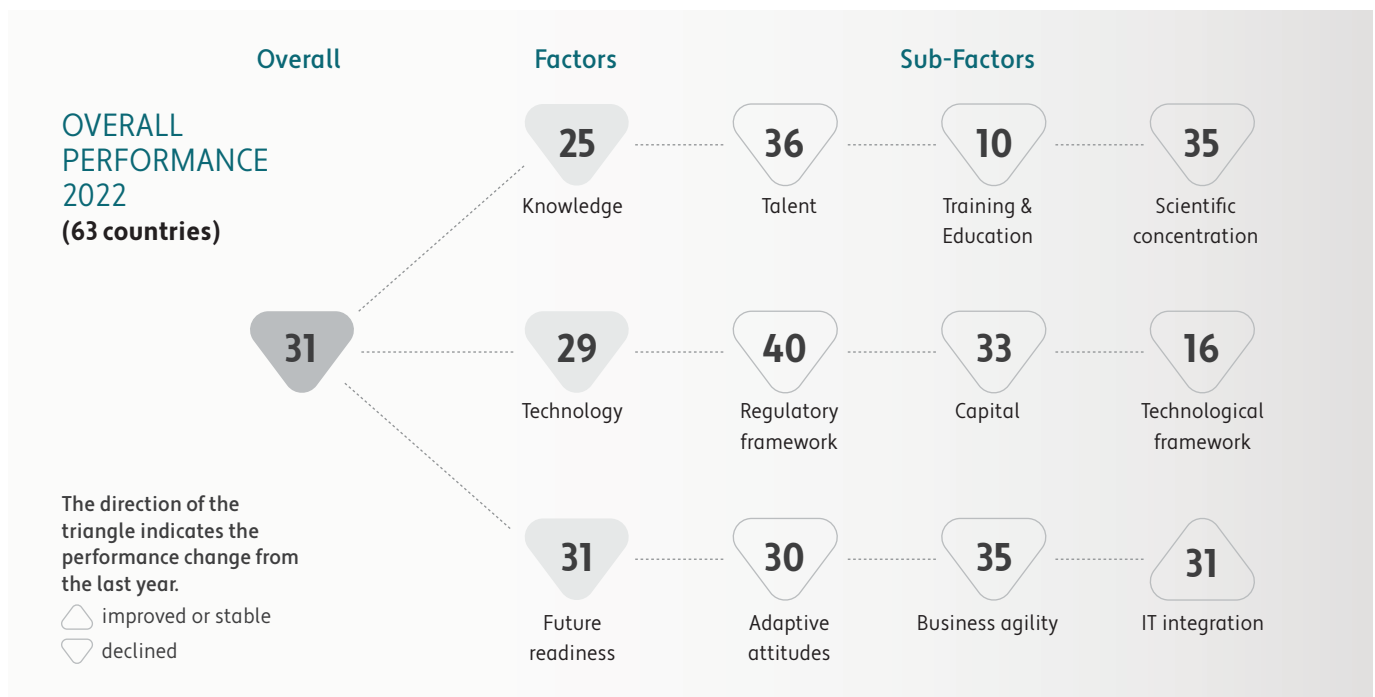 Overall
Factors
Sub-Factors
OVERALL
PERFORMANCE
2022
(63 countries)
25
36
10
35
Knowledge
Talent
Training &
Education
Scientific
concentration
31
29
40
33
16
Technology
Regulatory
framework
Capital
Technological
framework
31
30
35
31
Future
readiness
Adaptive
attitudes
Business agility
IT integration
The direction of the
triangle indicates the
performance change from
the last year.
improved or stable
declined